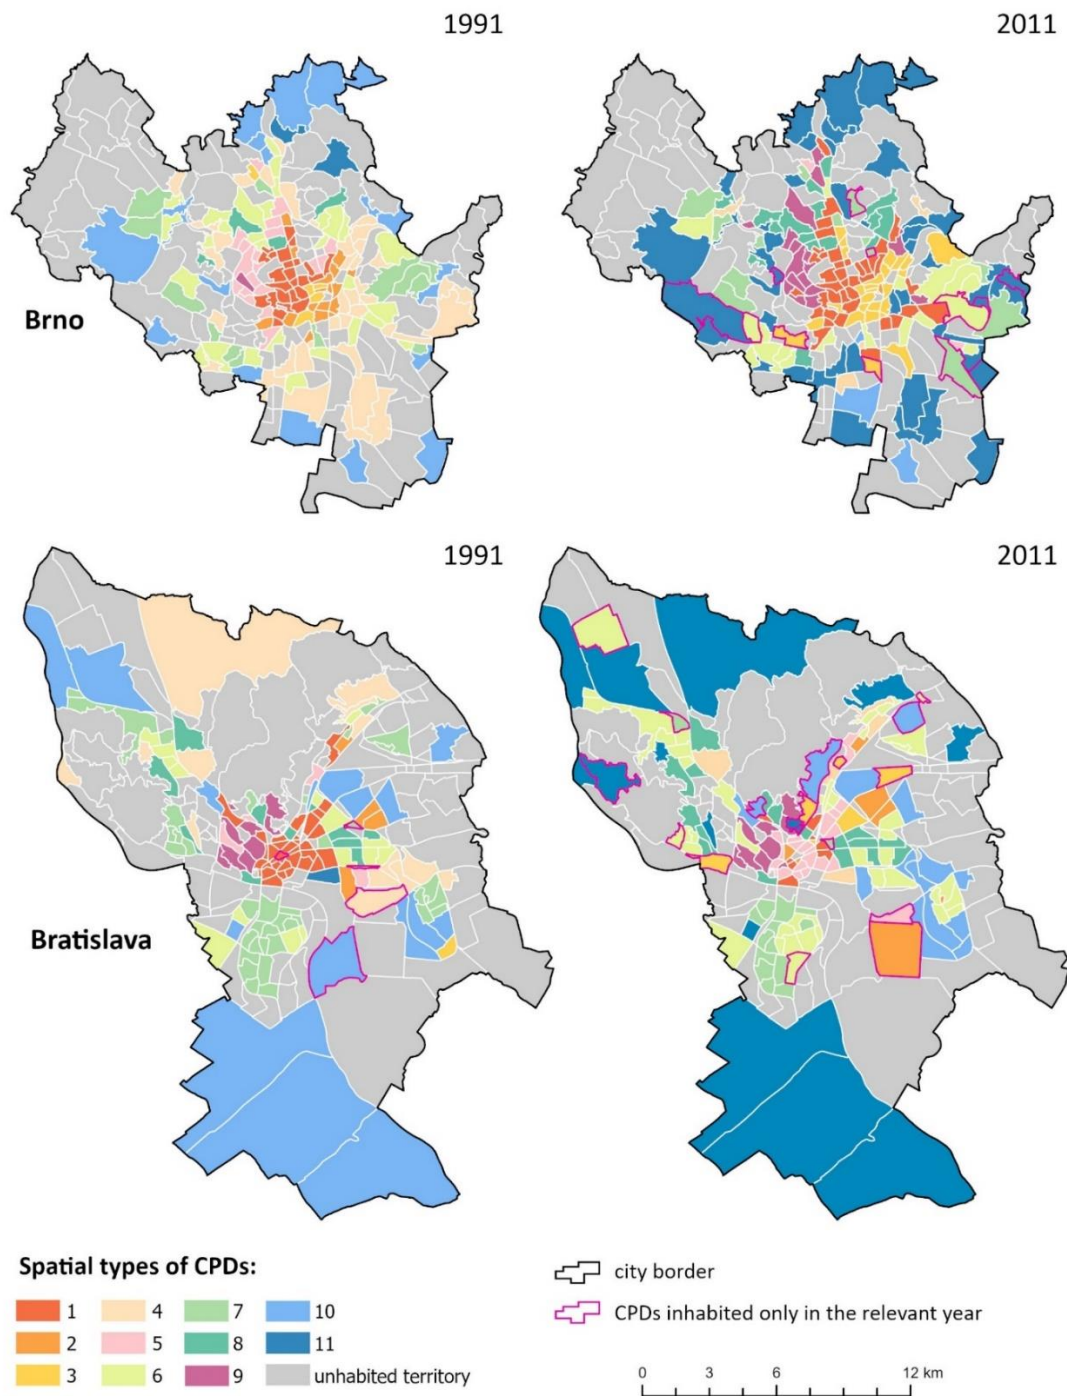 1991
2011
Brno
1991
2011
Bratislava
Spatial types of CPDs:
1 4 7 10
2 5 8 11
3 6 9 unhabited territory
city border
CPDs inhabited only in the relevant year
0 3 6 12 km